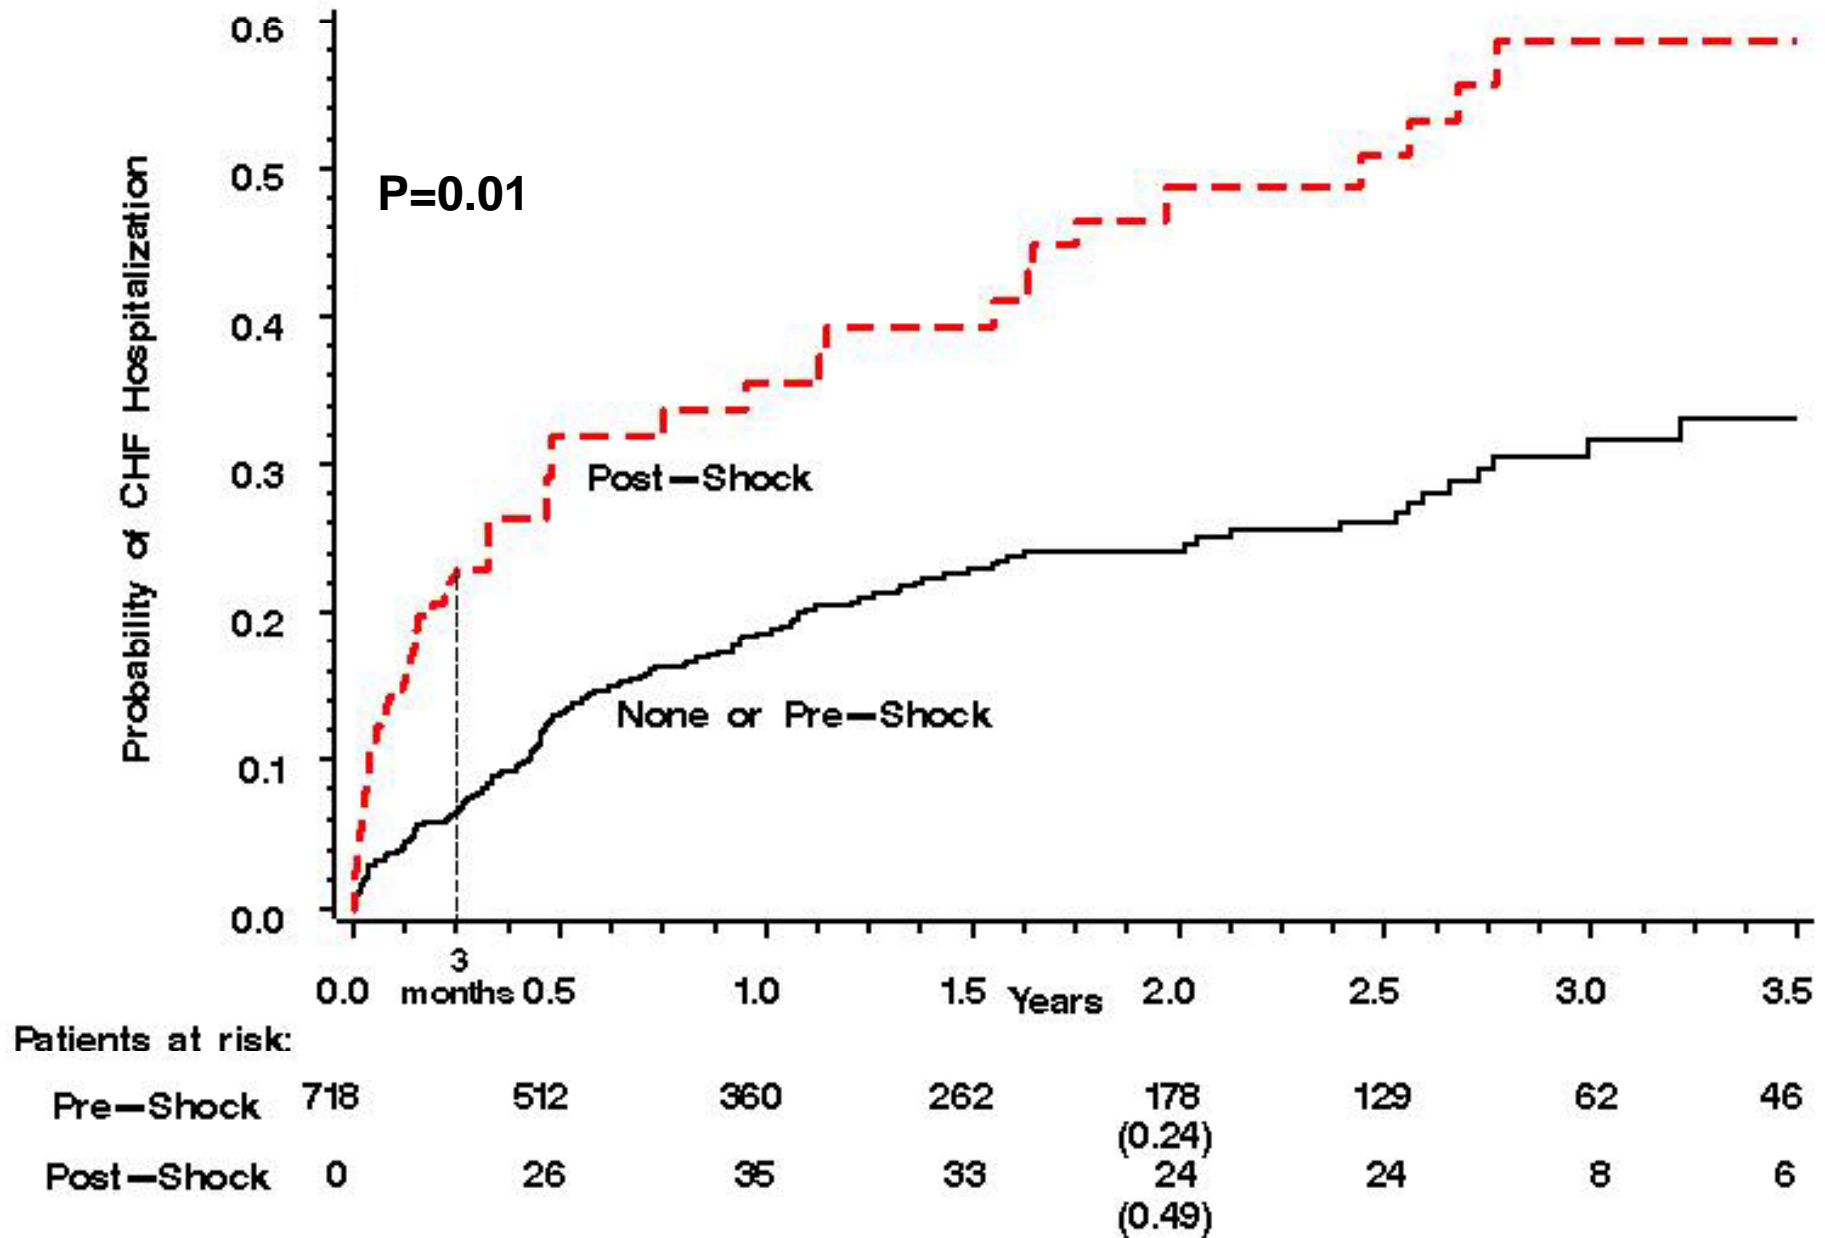 Probability of CHF Hospitalization
0.6
0.5
0.4
0.3
0.2
0.1
0.0
P=0.01
Post-Shock
None or Pre-Shock
3
months
0.0 0.5 1.0 1.5 2.0 2.5 3.0 3.5
Years
Patients at risk:
Pre-Shock 718 512 360 262 178 129 62 46
(0.24)
Post-Shock 0 26 35 33 24 24 8 6
(0.49)